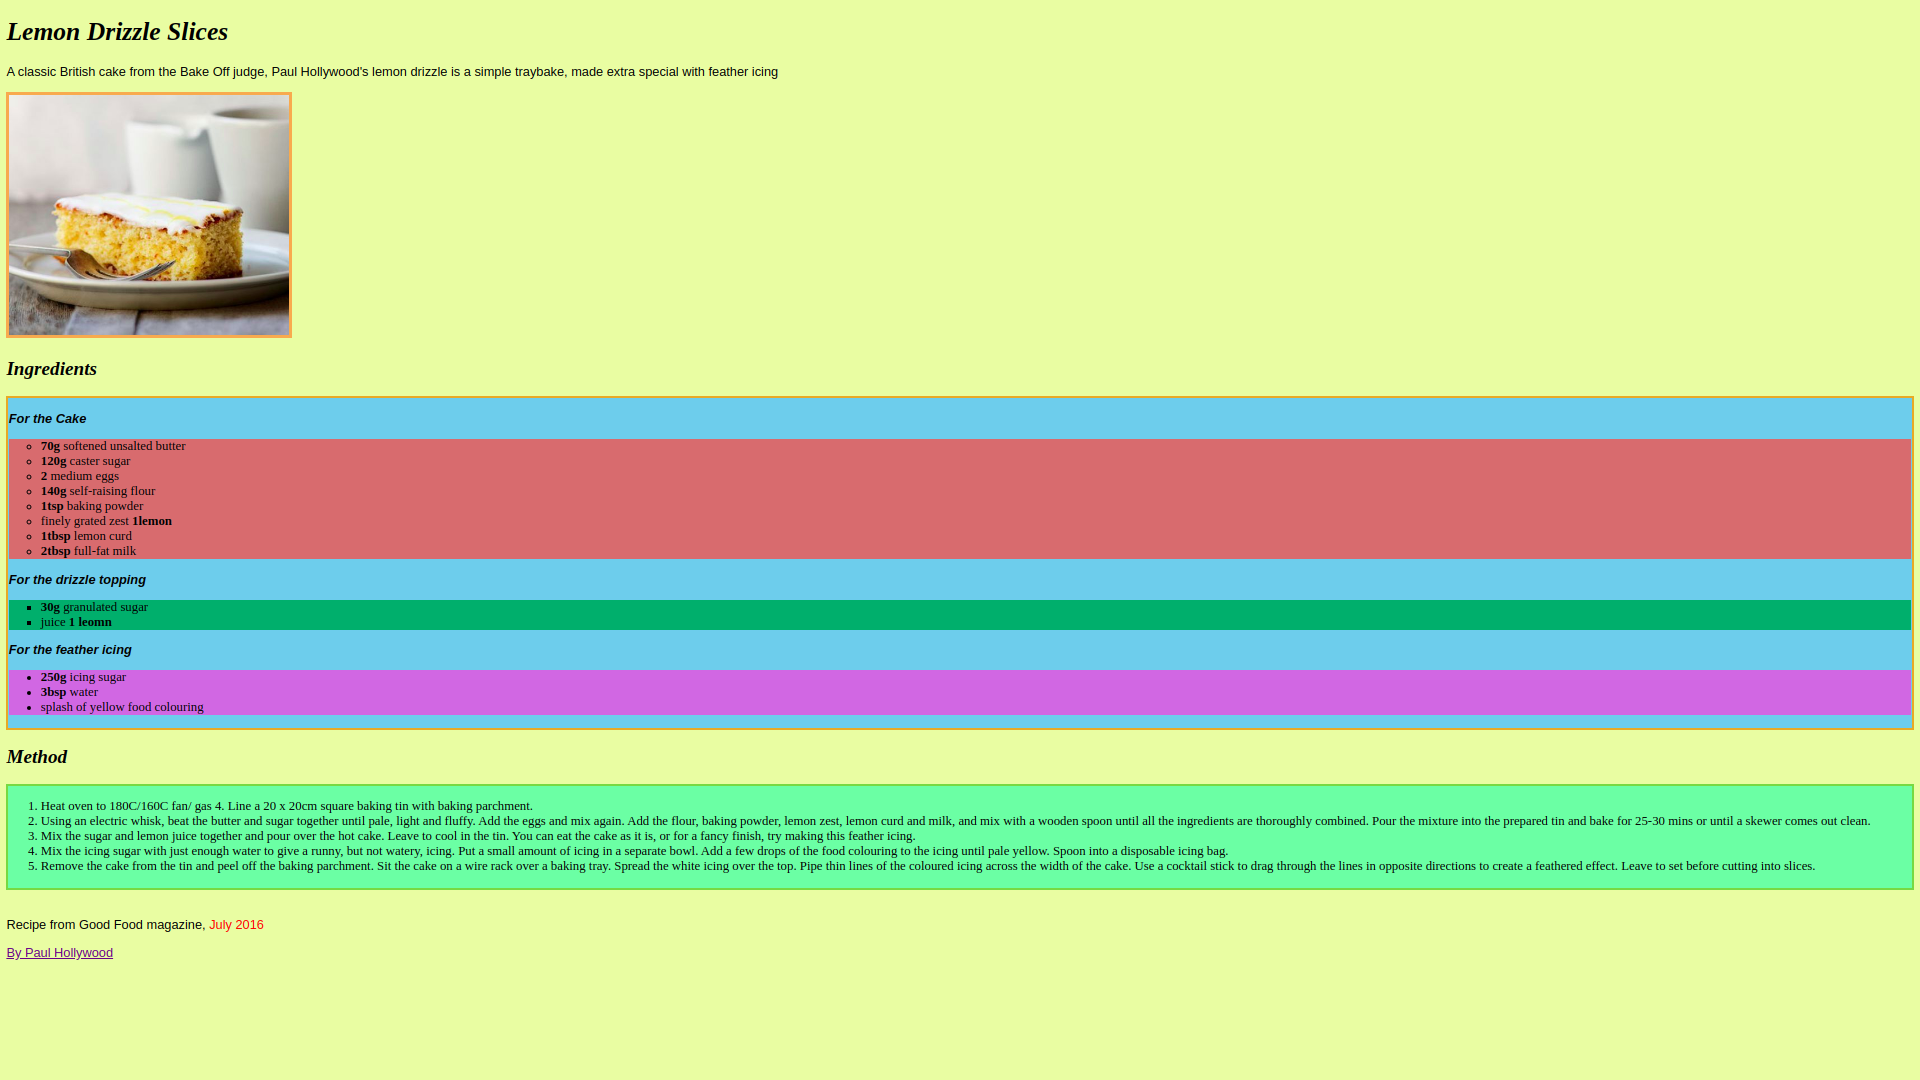 Lemon Drizzle Slices
A classic British cake from the Bake Off judge, Paul Hollywood's lemon drizzle is a simple traybake, made extra special with feather icing
Ingredients
For the Cake
70g softened unsalted butter
120g caster sugar
2 medium eggs
140g self-raising flour
1tsp baking powder
finely grated zest 1lemon
1tbsp lemon curd
2tbsp full-fat milk
For the drizzle topping
30g granulated sugar
juice 1 leomn
For the feather icing
250g icing sugar
3bsp water
splash of yellow food colouring
Method
1. Heat oven to 180C/160C fan/ gas 4. Line a 20 x 20cm square baking tin with baking parchment.
2. Using an electric whisk, beat the butter and sugar together until pale, light and fluffy. Add the eggs and mix again. Add the flour, baking powder, lemon zest, lemon curd and milk, and mix with a wooden spoon until all the ingredients are thoroughly combined. Pour the mixture into the prepared tin and bake for 25-30 mins or until a skewer comes out clean.
3. Mix the sugar and lemon juice together and pour over the hot cake. Leave to cool in the tin. You can eat the cake as it is, or for a fancy finish, try making this feather icing.
4. Mix the icing sugar with just enough water to give a runny, but not watery, icing. Put a small amount of icing in a separate bowl. Add a few drops of the food colouring to the icing until pale yellow. Spoon into a disposable icing bag.
5. Remove the cake from the tin and peel off the baking parchment. Sit the cake on a wire rack over a baking tray. Spread the white icing over the top. Pipe thin lines of the coloured icing across the width of the cake. Use a cocktail stick to drag through the lines in opposite directions to create a feathered effect. Leave to set before cutting into slices.
Recipe from Good Food magazine, July 2016
By Paul Hollywood